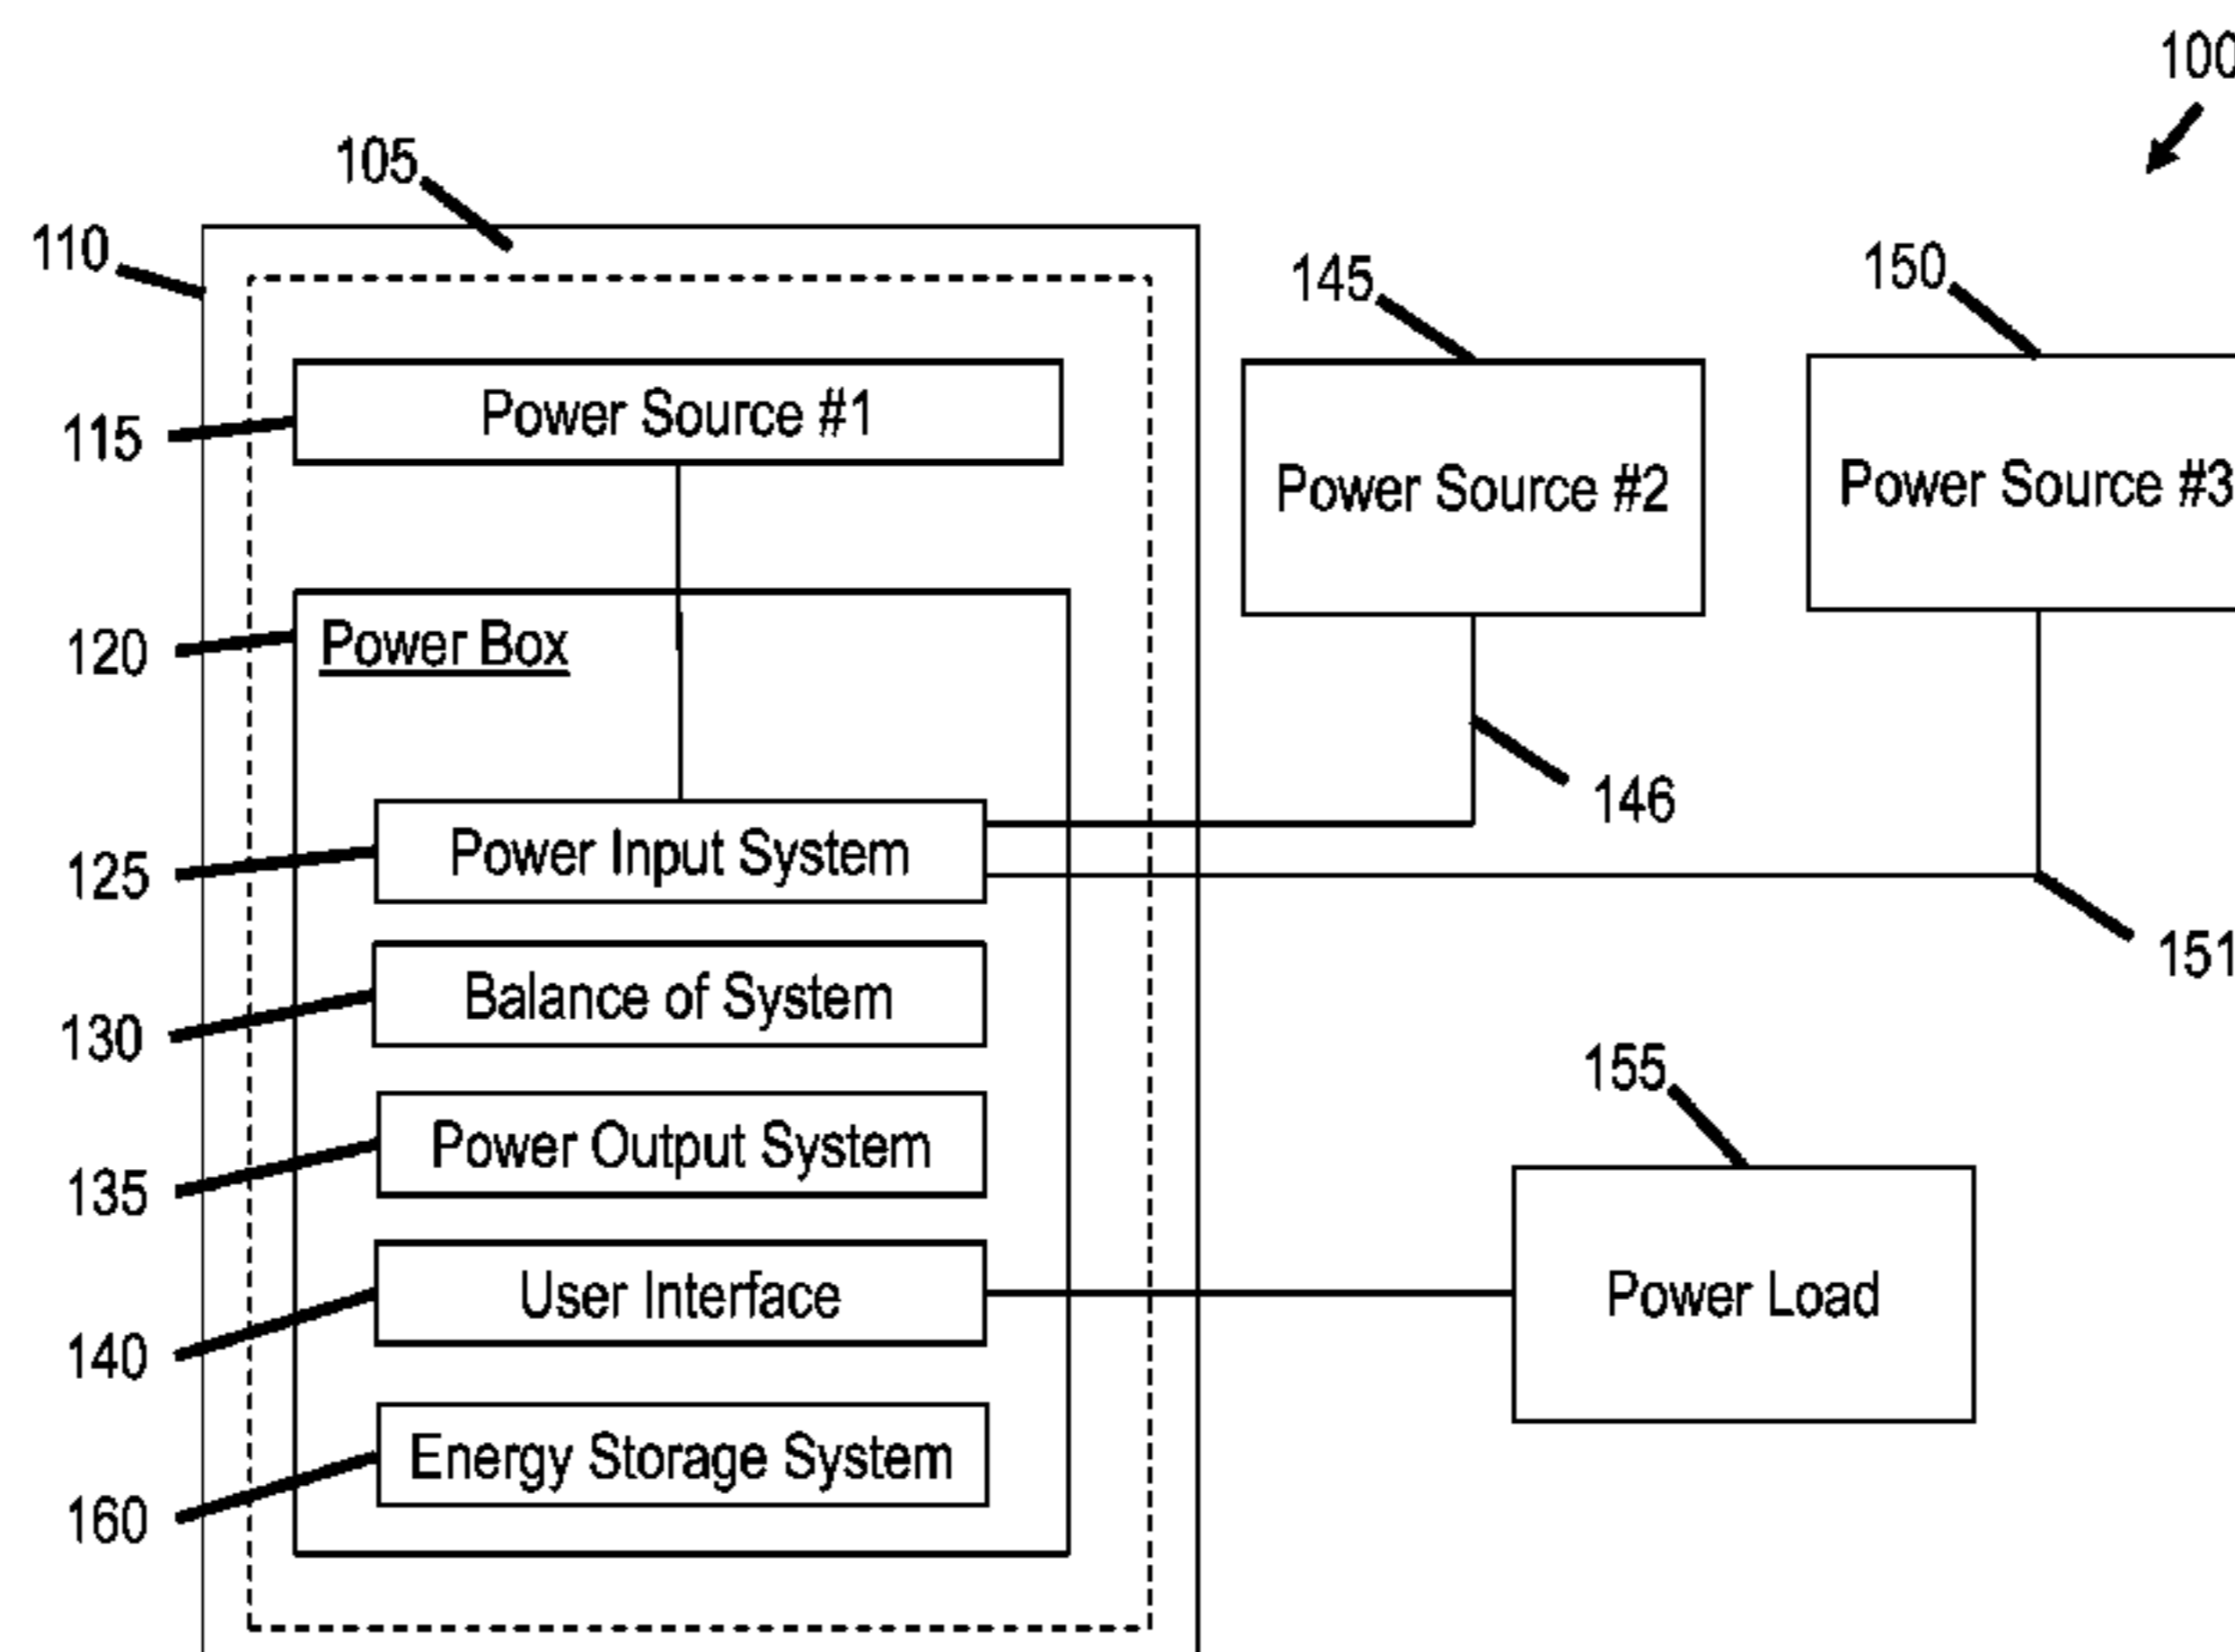 100
105
110
145
150
Power Source #1
115
Power Source #2
Power Source #3
120
Power Box
146
Power Input System
125
151
Balance of System
130
155
Power Output System
135
User Interface
Power Load
140
Energy Storage System
160